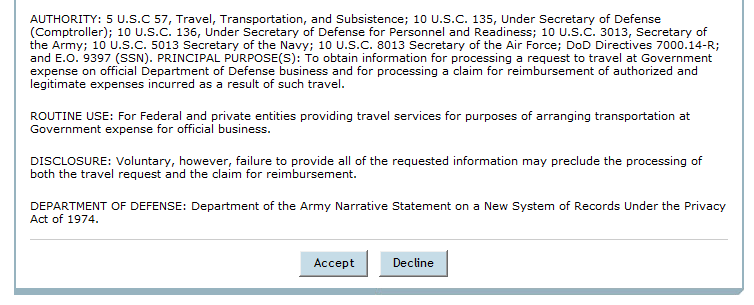 AUTHORITY: 5 U.S.C 57, Travel, Transportation, and Subsistence; 10 U.S.C. 135, Under Secretary of Defense
(Comptroller); 10 U.S.C. 136, Under Secretary of Defense for Personnel and Readiness; 10 U.S.C. 3013, Secretary of
the Army; 10 U.S.C. 5013 Secretary of the Navy; 10 U.S.C. 8013 Secretary of the Air Force; DoD Directives 7000.14-R;
and E.O. 9397 (SSN). PRINCIPAL PURPOSE(S): To obtain information for processing a request to travel at Government
expense on official Department of Defense business and for processing a claim for reimbursement of authorized and
legitimate expenses incurred as a result of such travel.
ROUTINE USE: For Federal and private entities providing travel services for purposes of arranging transportation at
Government expense for official business.
DISCLOSURE: Voluntary, however, failure to provide all of the requested information may preclude the processing of
both the travel request and the claim for reimbursement.
DEPARTMENT OF DEFENSE: Department of the Army Narrative Statement on a New System of Records Under the Privacy
Act of 1974.
Accept Decline